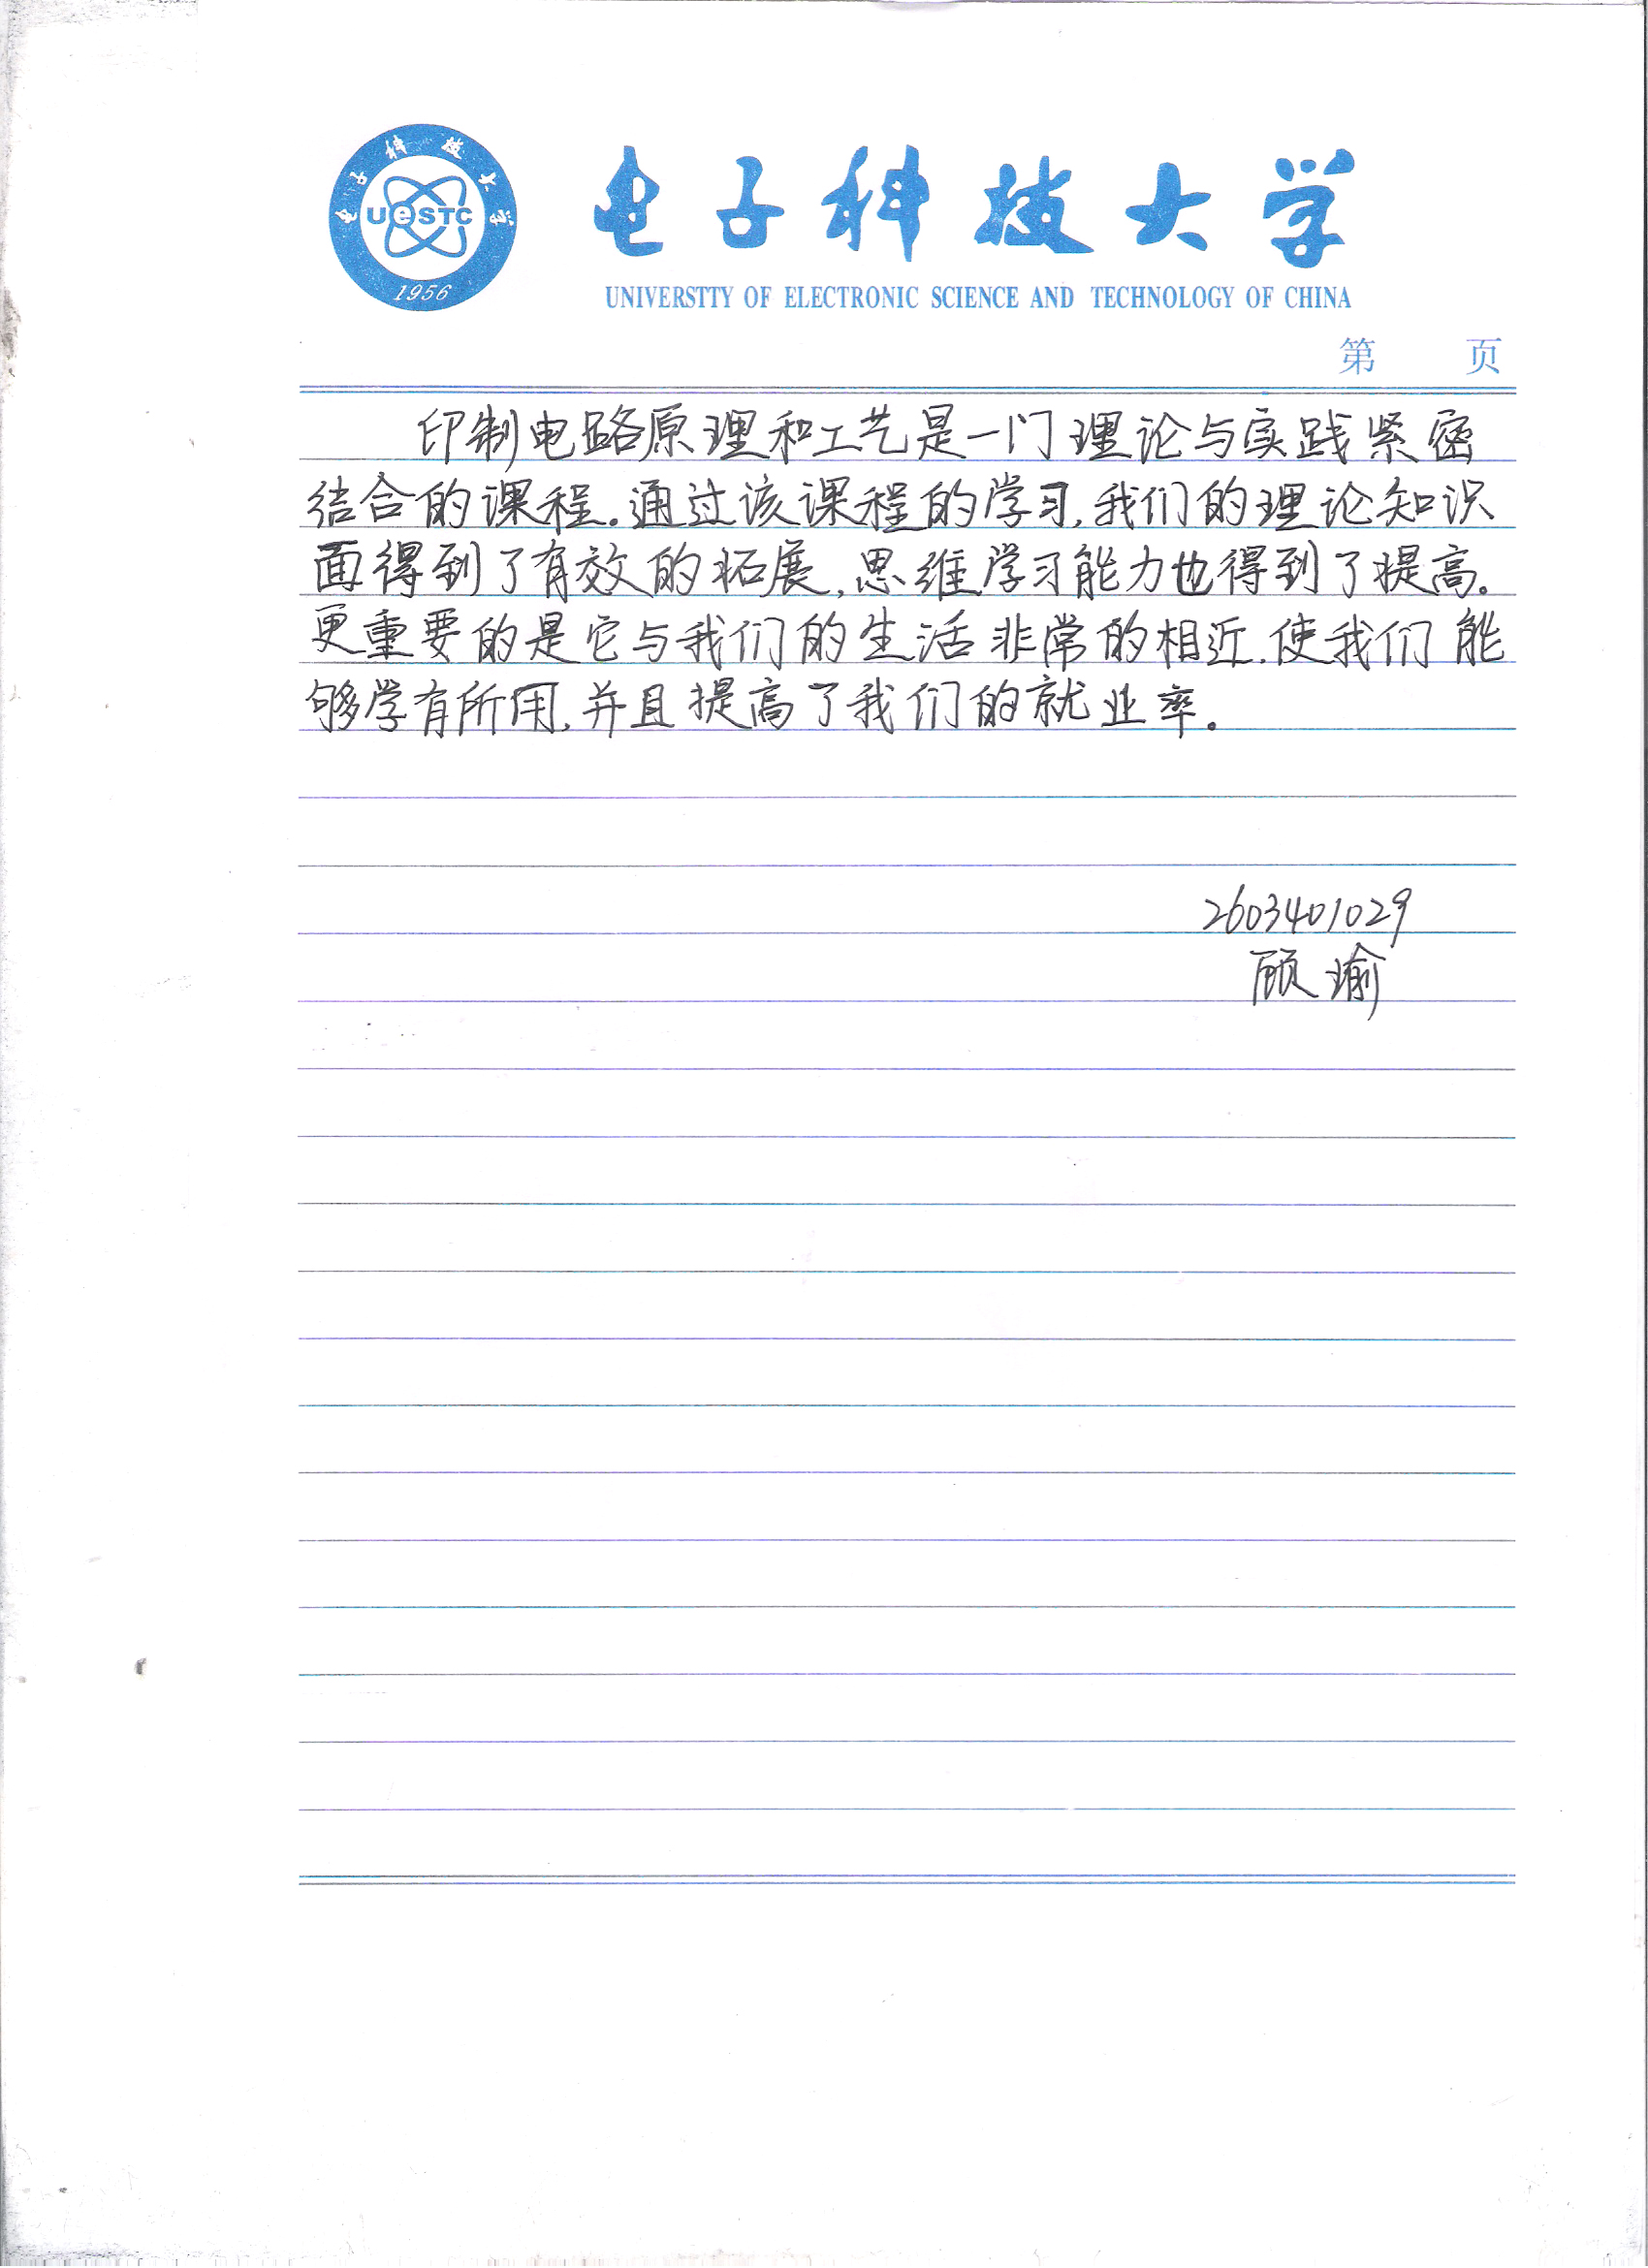 电子科技大学
UeSTC
1956
电子科技大学
UNIVERSTTY OF ELECTRONIC SCIENCE AND TECHNOLOGY OF CHINA
第 页
印制电路原理和工艺是一门理论与实践紧密
结合的课程。通过该课程的学习,我们的理论知识
面得到了有效的拓展,思维学习能力也得到了提高。
更重要的是它与我们的生活非常的相近,使我们能
够学有所用,并且提高了我们的就业率。
2603401029
顾瑜